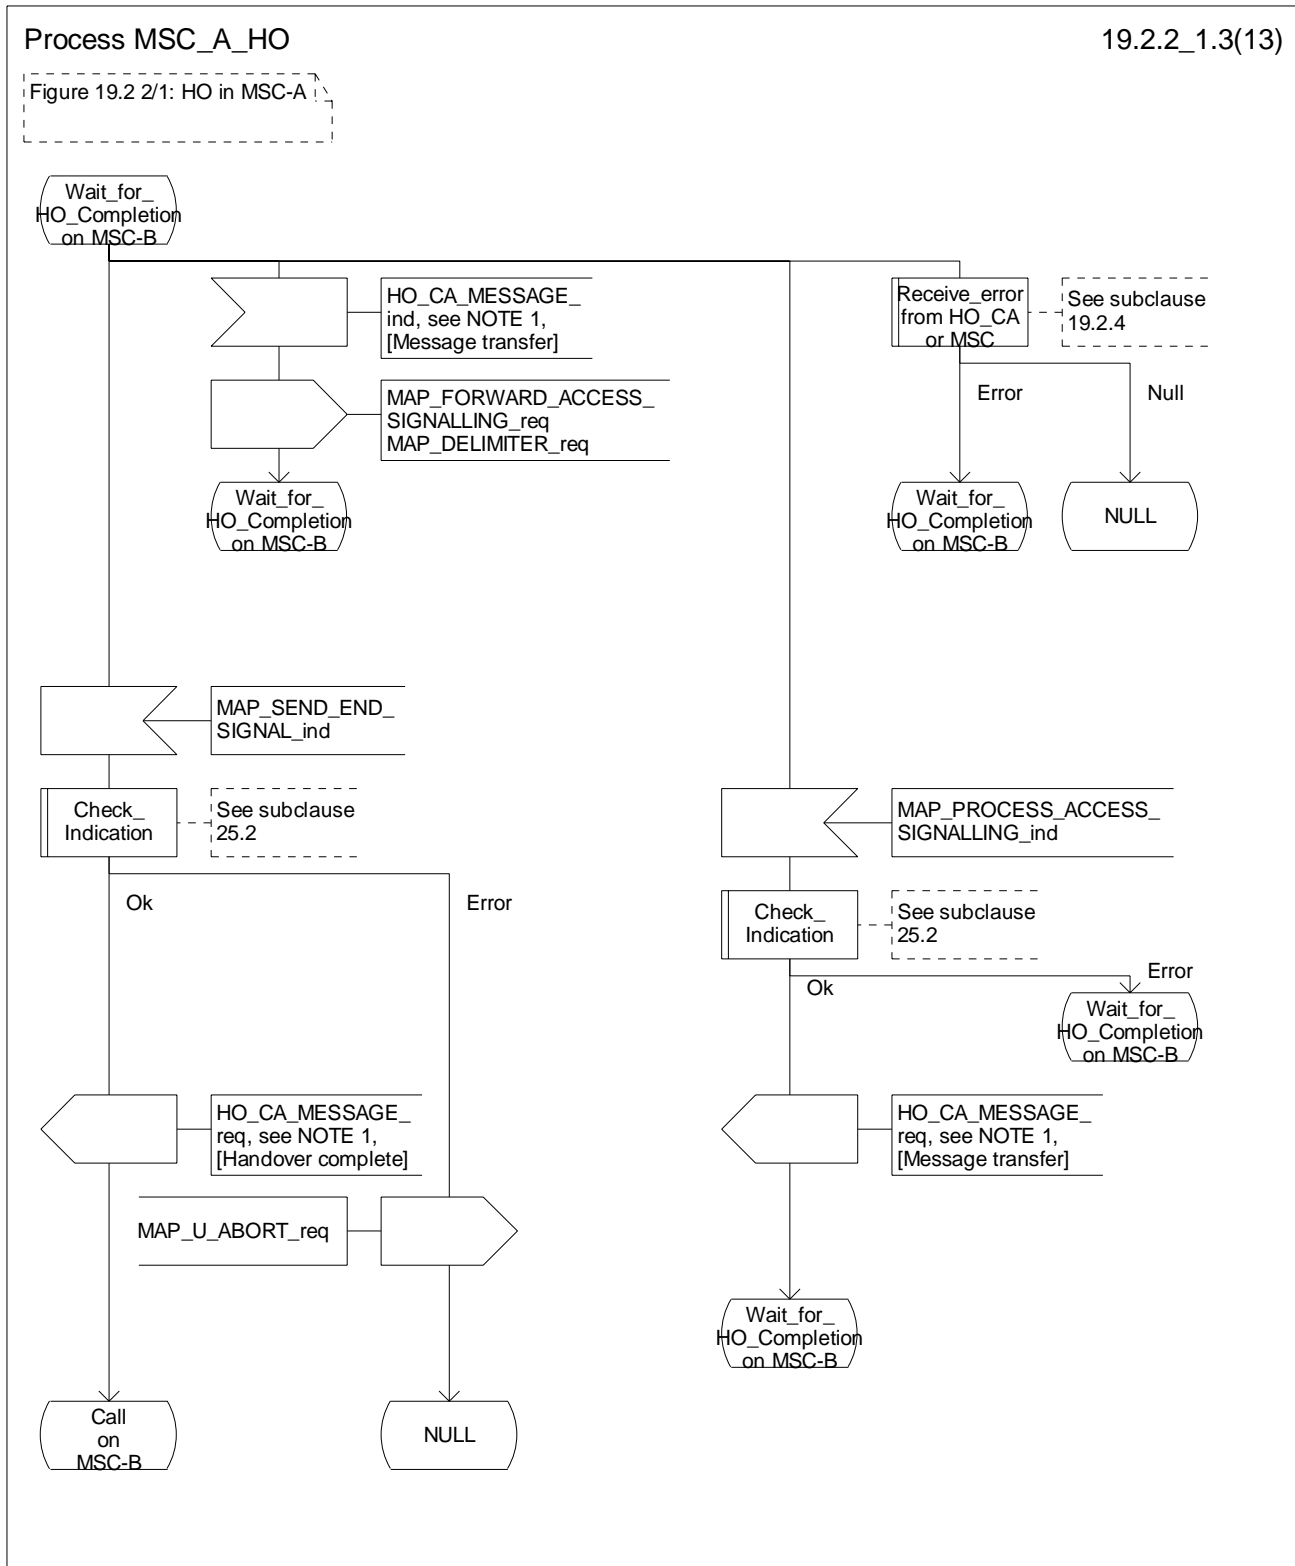 Process MSC_A_HO
19.2.2_1.3(13)
Figure 19.2 2/1: HO in MSC-A
Wait_for_
HO_Completion
on MSC-B
HO_CA_MESSAGE_
ind, see NOTE 1,
[Message transfer]
Receive_error
from HO_CA
or MSC
See subclause
19.2.4
MAP_FORWARD_ACCESS_
SIGNALLING_req
MAP_DELIMITER_req
Error
Null
Wait_for_
HO_Completion
on MSC-B
Wait_for_
HO_Completion
on MSC-B
NULL
MAP_SEND_END_
SIGNAL_ind
Check_
Indication
See subclause
25.2
MAP_PROCESS_ACCESS_
SIGNALLING_ind
Ok
Error
Check_
Indication
See subclause
25.2
Ok
Error
Wait_for_
HO_Completion
on MSC-B
HO_CA_MESSAGE_
req, see NOTE 1,
[Handover complete]
HO_CA_MESSAGE_
req, see NOTE 1,
[Message transfer]
MAP_U_ABORT_req
Wait_for_
HO_Completion
on MSC-B
Call
on
MSC-B
NULL